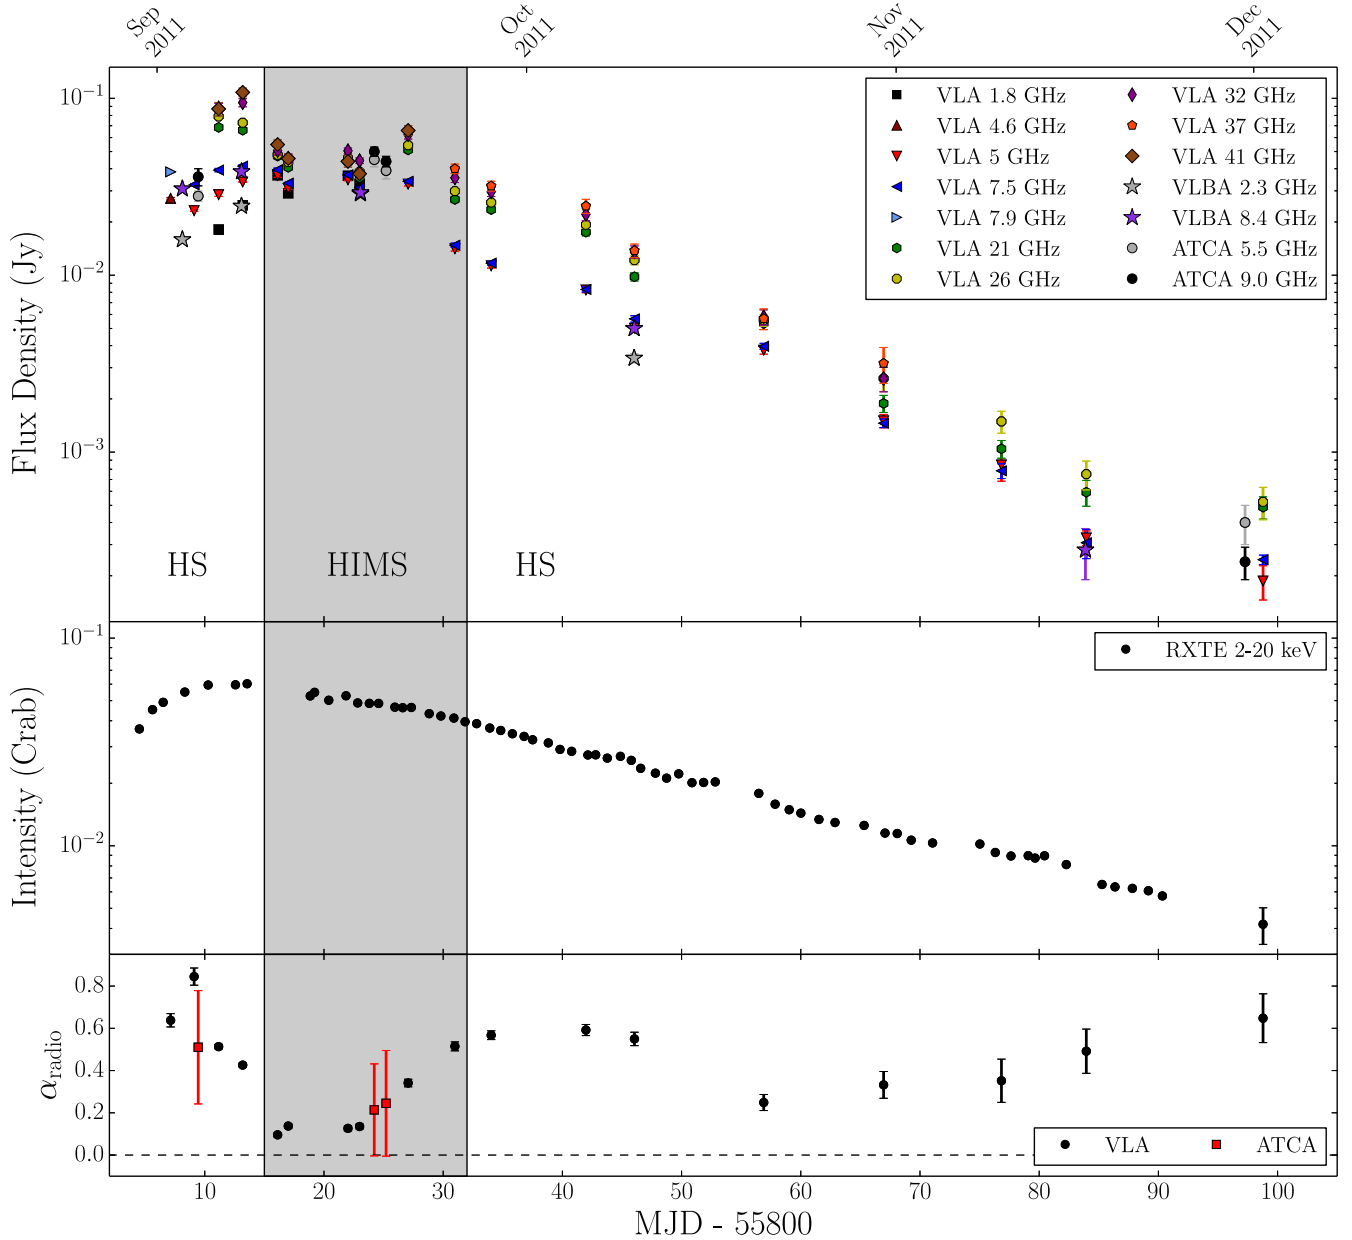 Sep 2011
Oct 2011
Nov 2011
Dec 2011
Flux Density (Jy)
10⁻¹
10⁻²
10⁻³
VLA 1.8 GHz
VLA 4.6 GHz
VLA 5 GHz
VLA 7.5 GHz
VLA 7.9 GHz
VLA 21 GHz
VLA 26 GHz
VLA 32 GHz
VLA 37 GHz
VLA 41 GHz
VLBA 2.3 GHz
VLBA 8.4 GHz
ATCA 5.5 GHz
ATCA 9.0 GHz
HS
HIMS
HS
Intensity (Crab)
10⁻¹
10⁻²
RXTE 2-20 keV
α_radio
0.8
0.6
0.4
0.2
0.0
VLA
ATCA
10 20 30 40 50 60 70 80 90 100
MJD - 55800